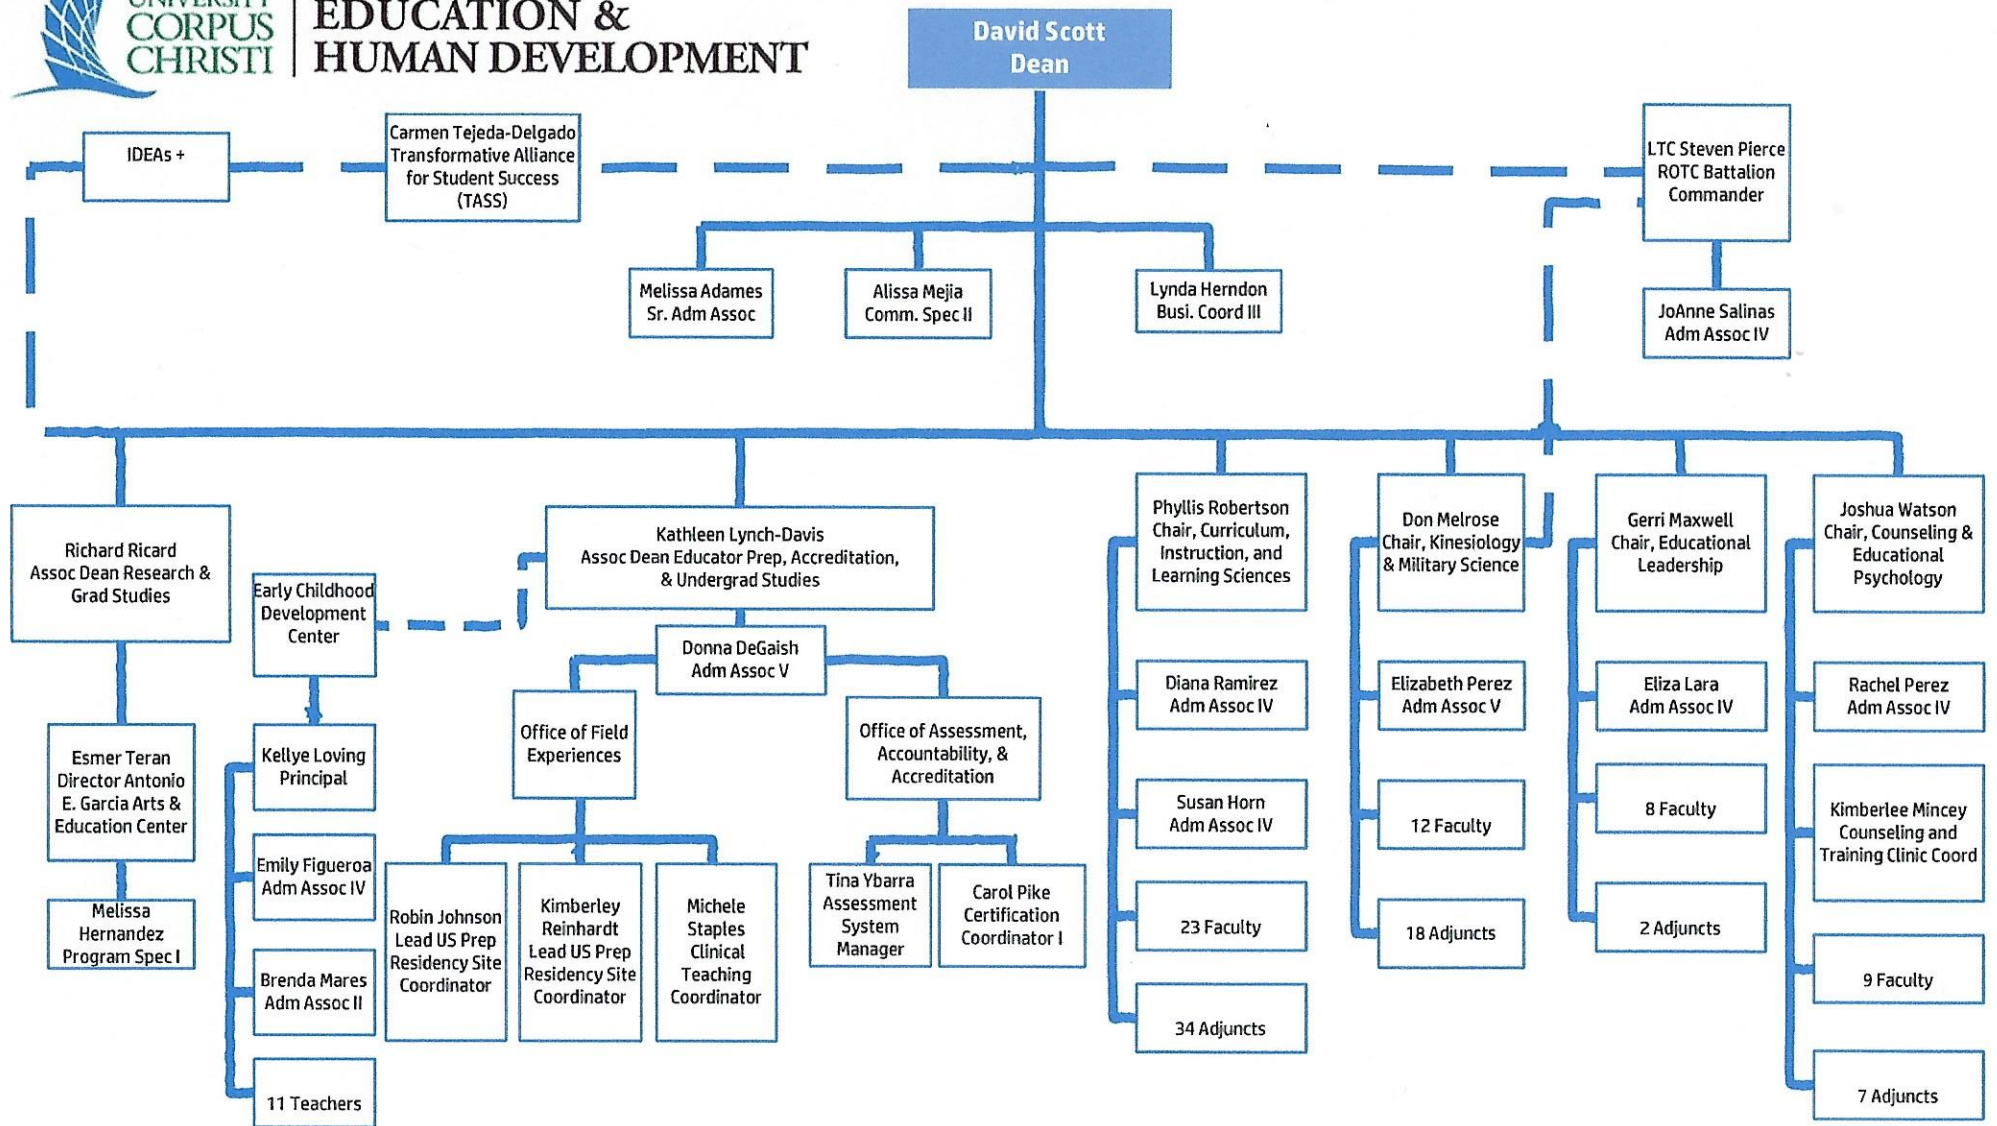 UNIVERSITY
CORPUS
CHRISTI
EDUCATION &
HUMAN DEVELOPMENT
David Scott
Dean
IDEAs +
Carmen Tejeda-Delgado
Transformative Alliance
for Student Success
(TASS)
LTC Steven Pierce
ROTC Battalion
Commander
Melissa Adames
Sr. Adm Assoc
Alissa Mejia
Comm. Spec II
Lynda Herndon
Busi. Coord III
JoAnne Salinas
Adm Assoc IV
Richard Ricard
Assoc Dean Research &
Grad Studies
Early Childhood
Development
Center
Kathleen Lynch-Davis
Assoc Dean Educator Prep, Accreditation,
& Undergrad Studies
Phyllis Robertson
Chair, Curriculum,
Instruction, and
Learning Sciences
Don Melrose
Chair, Kinesiology
& Military Science
Gerri Maxwell
Chair, Educational
Leadership
Joshua Watson
Chair, Counseling &
Educational
Psychology
Donna DeGaish
Adm Assoc V
Esmer Teran
Director Antonio
E. Garcia Arts &
Education Center
Melissa
Hernandez
Program Spec I
Kellye Loving
Principal
Emily Figueroa
Adm Assoc IV
Brenda Mares
Adm Assoc II
11 Teachers
Office of Field
Experiences
Office of Assessment,
Accountability, &
Accreditation
Robin Johnson
Lead US Prep
Residency Site
Coordinator
Kimberley
Reinhardt
Lead US Prep
Residency Site
Coordinator
Michele
Staples
Clinical
Teaching
Coordinator
Tina Ybarra
Assessment
System
Manager
Carol Pike
Certification
Coordinator I
Diana Ramirez
Adm Assoc IV
Susan Horn
Adm Assoc IV
23 Faculty
34 Adjuncts
Elizabeth Perez
Adm Assoc V
12 Faculty
18 Adjuncts
Eliza Lara
Adm Assoc IV
8 Faculty
2 Adjuncts
Rachel Perez
Adm Assoc IV
Kimberlee Mincey
Counseling and
Training Clinic Coord
9 Faculty
7 Adjuncts